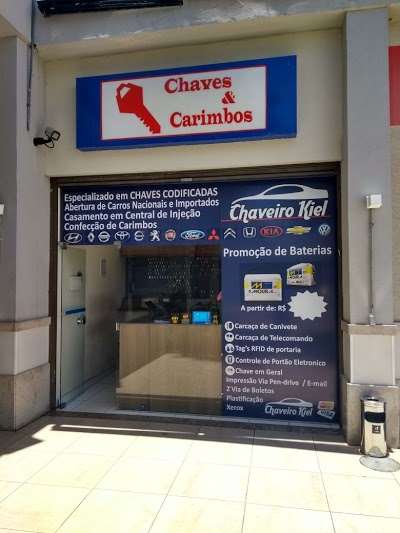 Chaves
&
Carimbos
Especializado em CHAVES CODIFICADAS
Abertura de Carros Nacionais e Importados
Casamento em Central de Injeção
Confecção de Carimbos
Ford
Chaveiro Kiel
KIA
Promoção de Baterias
A partir de: R$
Carcaça de Canivete
Carcaça de Telecomando
Tag's RFID de portaria
Controle de Portão Eletronico
Chave em Geral
Impressão Via Pen-drive / E-mail
2 Via de Boletos
Plastificação
Xerox
Chaveiro Kiel